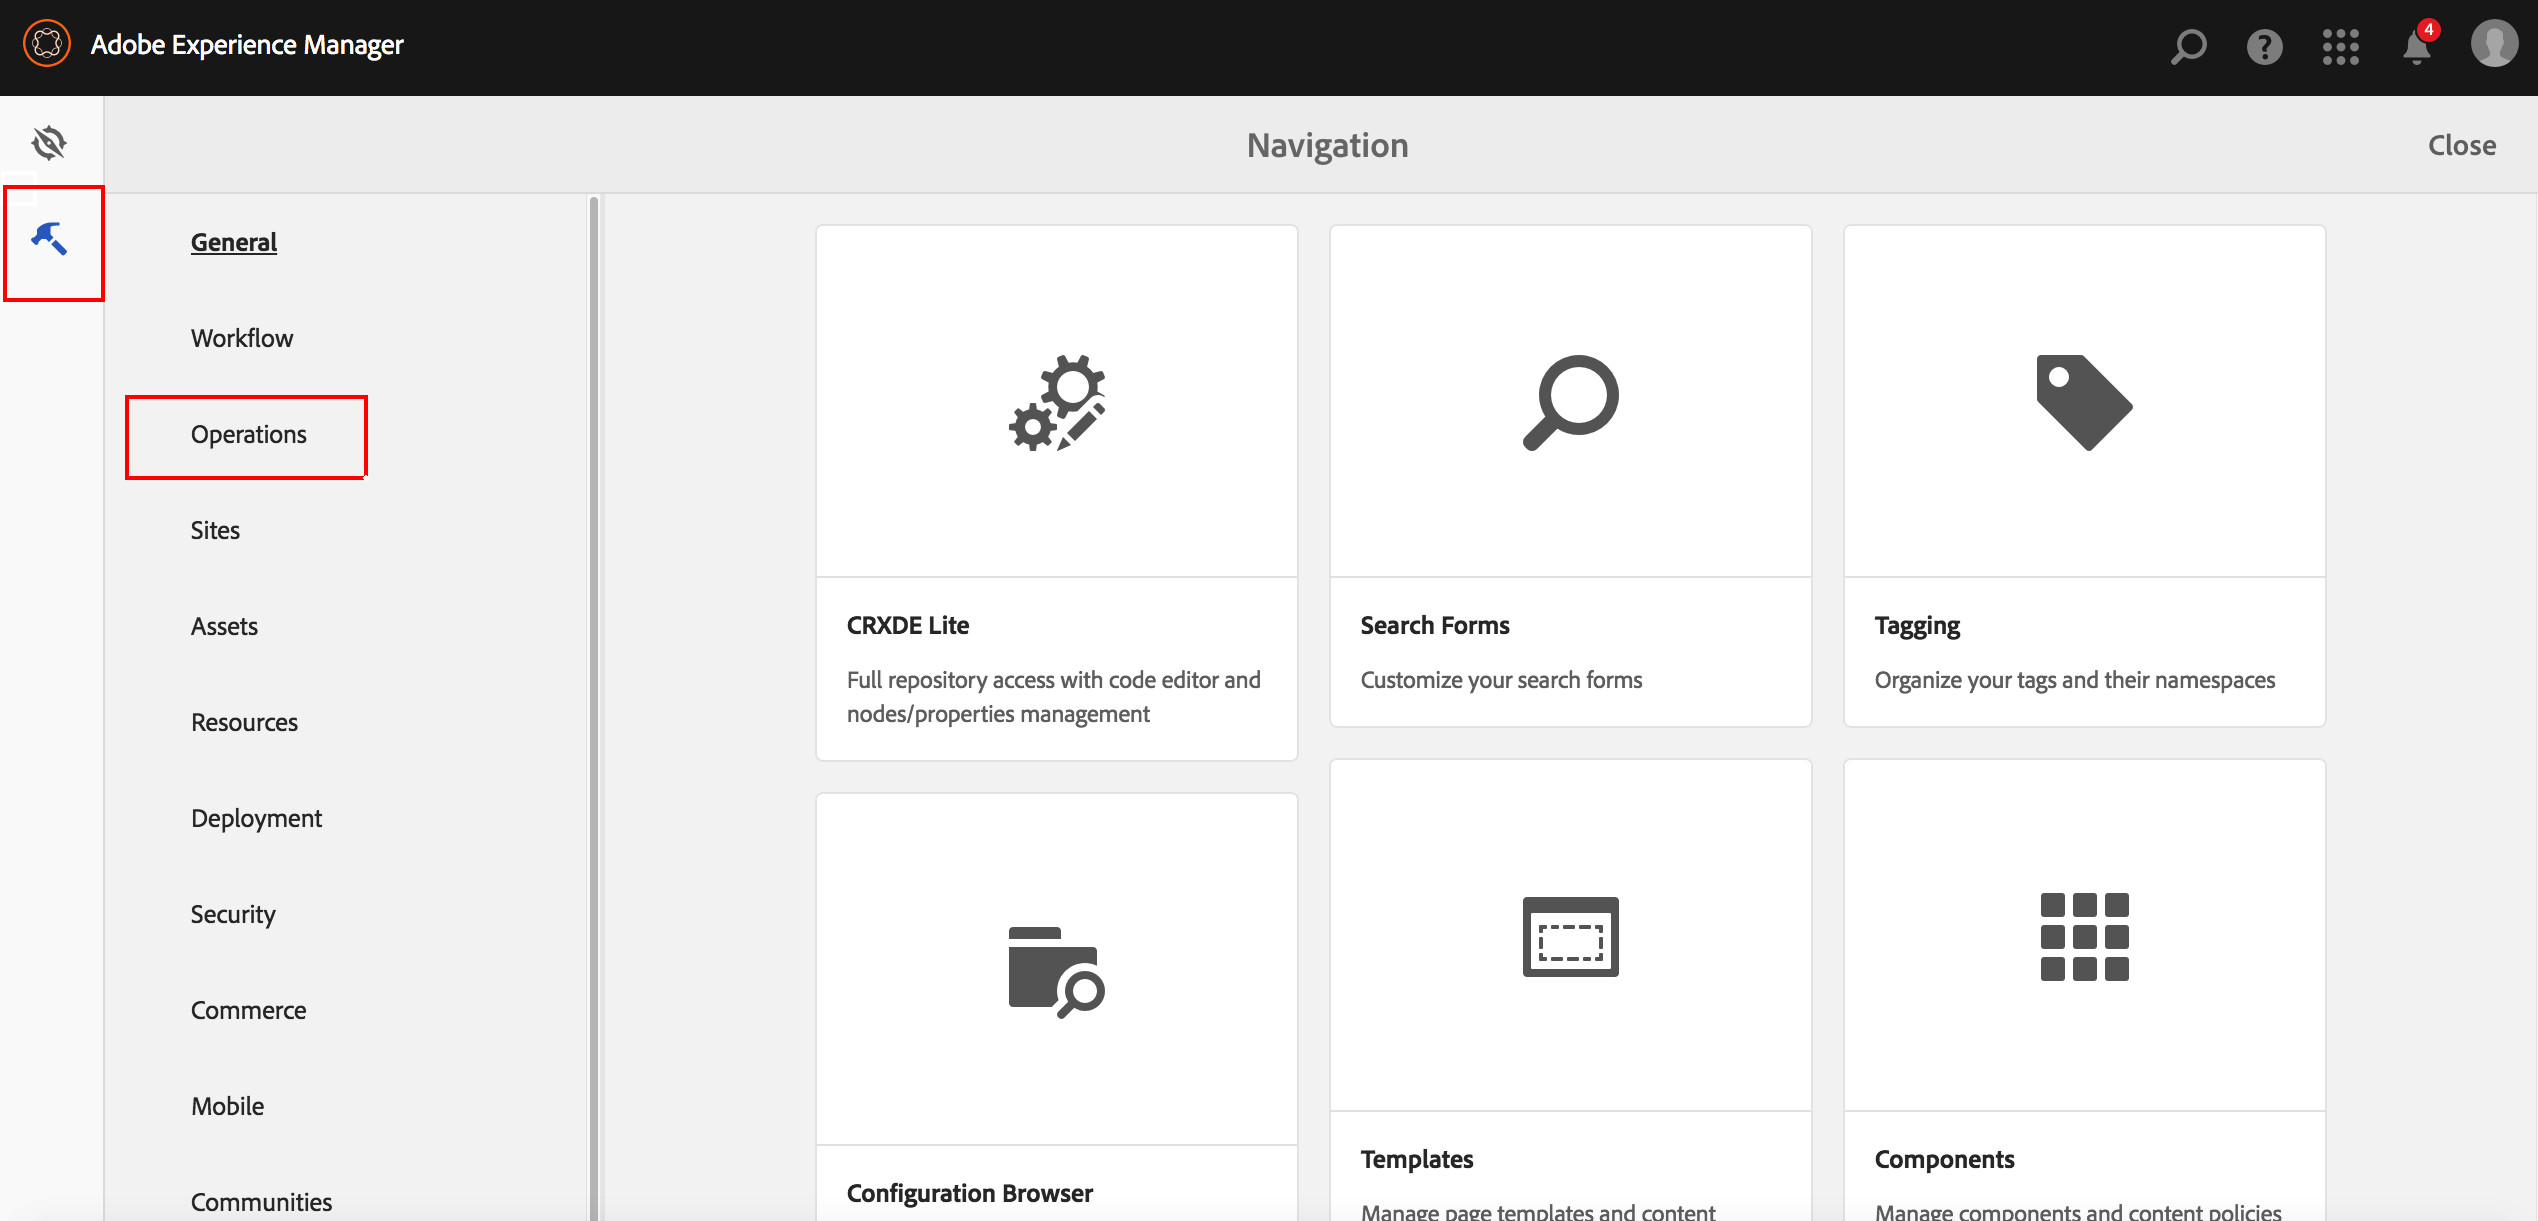 Adobe Experience Manager
4
Navigation
Close
General
Workflow
Operations
Sites
Assets
Resources
Deployment
Security
Commerce
Mobile
Communities
CRXDE Lite
Full repository access with code editor and
nodes/properties management
Search Forms
Customize your search forms
Tagging
Organize your tags and their namespaces
Configuration Browser
Templates
Manage page templates and content
Components
Manage components and content policies